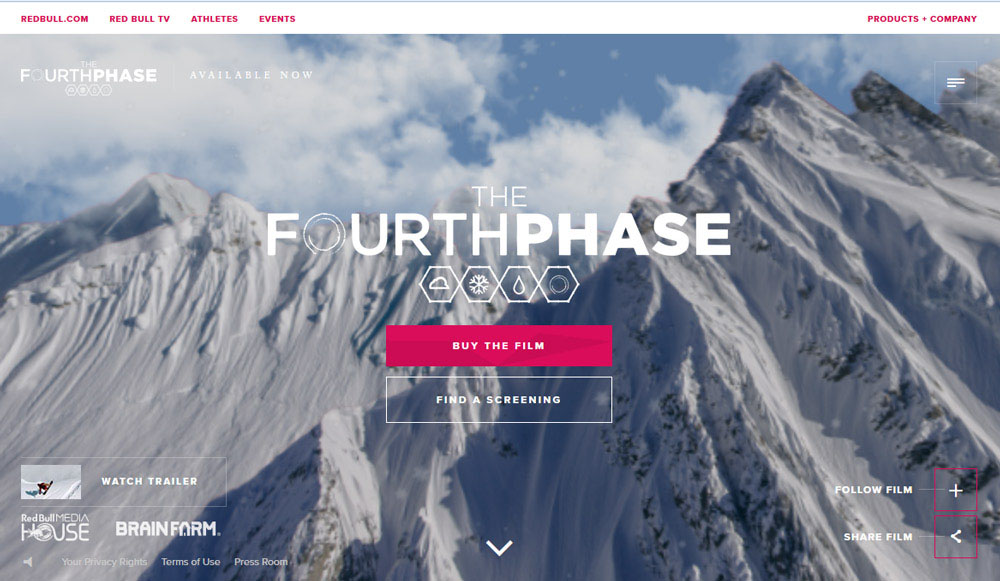 REDBULL.COM RED BULL TV ATHLETES EVENTS PRODUCTS + COMPANY
THE
FOURTHPHASE
AVAILABLE NOW
THE
FOURTHPHASE
BUY THE FILM
FIND A SCREENING
WATCH TRAILER
FOLLOW FILM
Red Bull MEDIA
HOUSE
BRAIN FARM
SHARE FILM
Your Privacy Rights Terms of Use Press Room